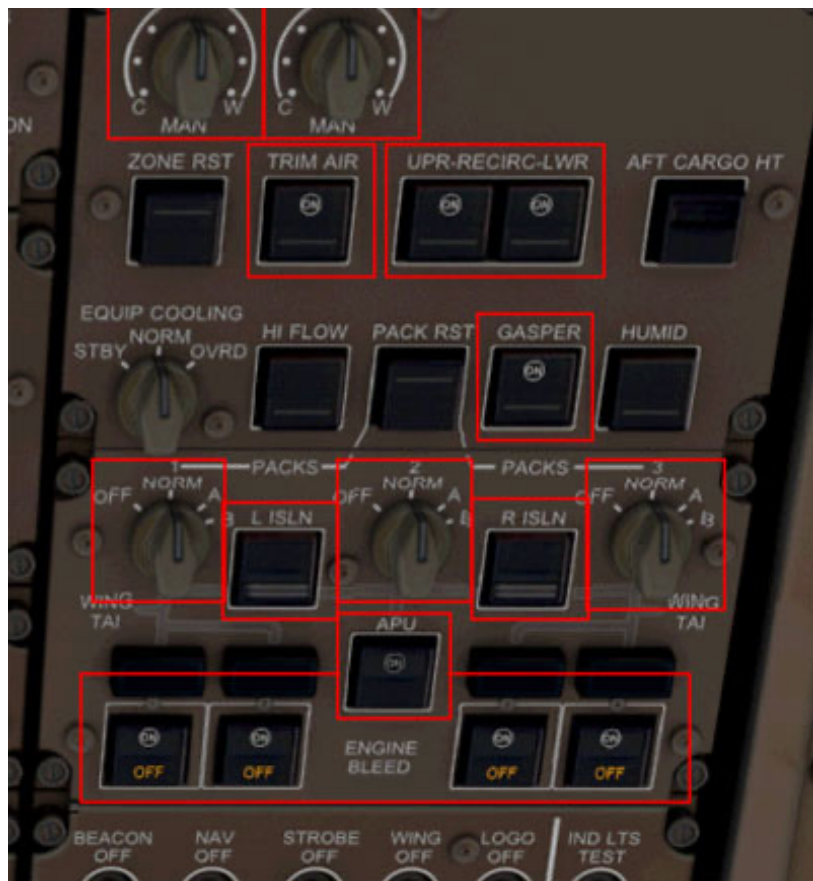 C W C W
MAN MAN
ON
ZONE RST TRIM AIR UPR-RECIRC-LWR AFT CARGO HT
ON ON ON
EQUIP COOLING
NORM
STBY OVRD HI FLOW PACK RST GASPER HUMID
ON
1 PACKS 2 PACKS 3
NORM NORM NORM
OFF A OFF A OFF A
B L ISLN B R ISLN B
WING WING
TAI APU TAI
ON
ON ON ENGINE ON ON
OFF OFF BLEED OFF OFF
BEACON NAV STROBE WING LOGO IND LTS
OFF OFF OFF OFF OFF TEST